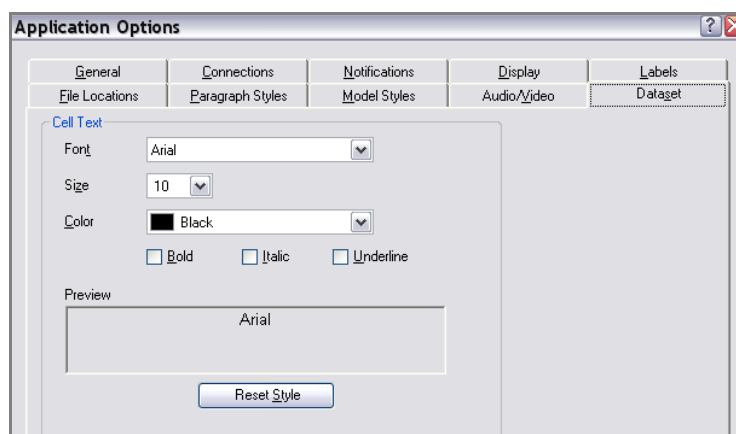 Application Options
General Connections Notifications Display Labels
File Locations Paragraph Styles Model Styles Audio/Video Dataset
Cell Text
Font Arial
Size 10
Color Black
Bold Italic Underline
Preview
Arial
Reset Style